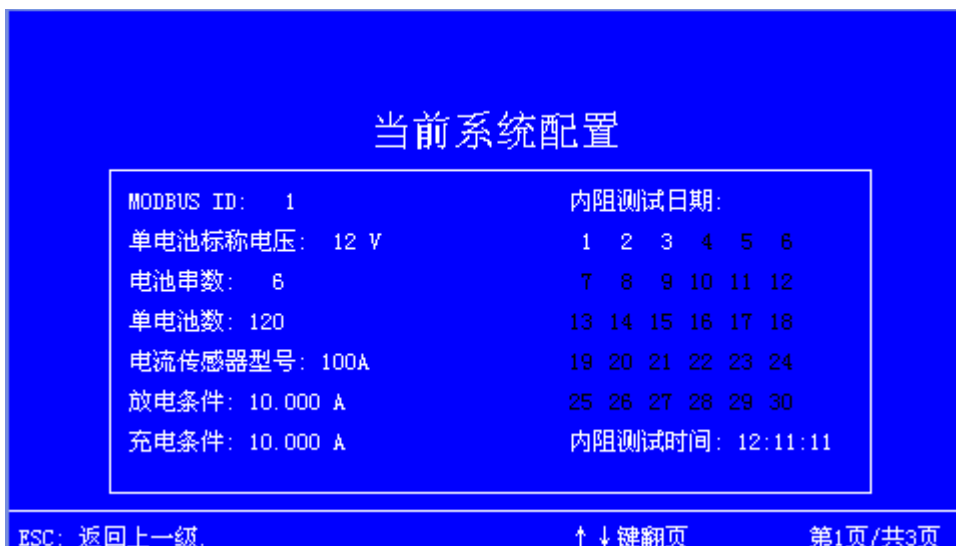 当前系统配置
MODBUS ID: 1
单电池标称电压: 12 V
电池串数: 6
单电池数: 120
电流传感器型号: 100A
放电条件: 10.000 A
充电条件: 10.000 A
内阻测试日期:
1 2 3 4 5 6
7 8 9 10 11 12
13 14 15 16 17 18
19 20 21 22 23 24
25 26 27 28 29 30
内阻测试时间: 12:11:11
ESC: 返回上一级. ↑↓键翻页 第1页/共3页